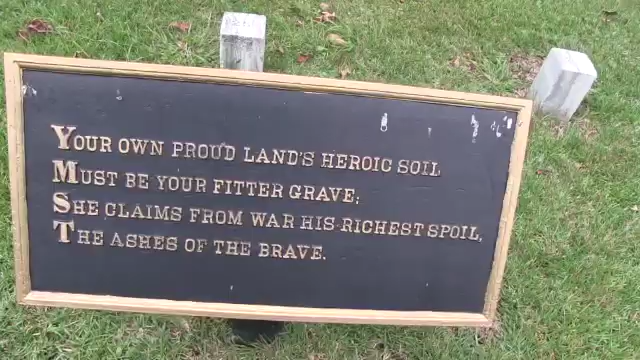 YOUR OWN PROUD LAND'S HEROIC SOIL
MUST BE YOUR FITTER GRAVE;
SHE CLAIMS FROM WAR HIS RICHEST SPOIL,
THE ASHES OF THE BRAVE.